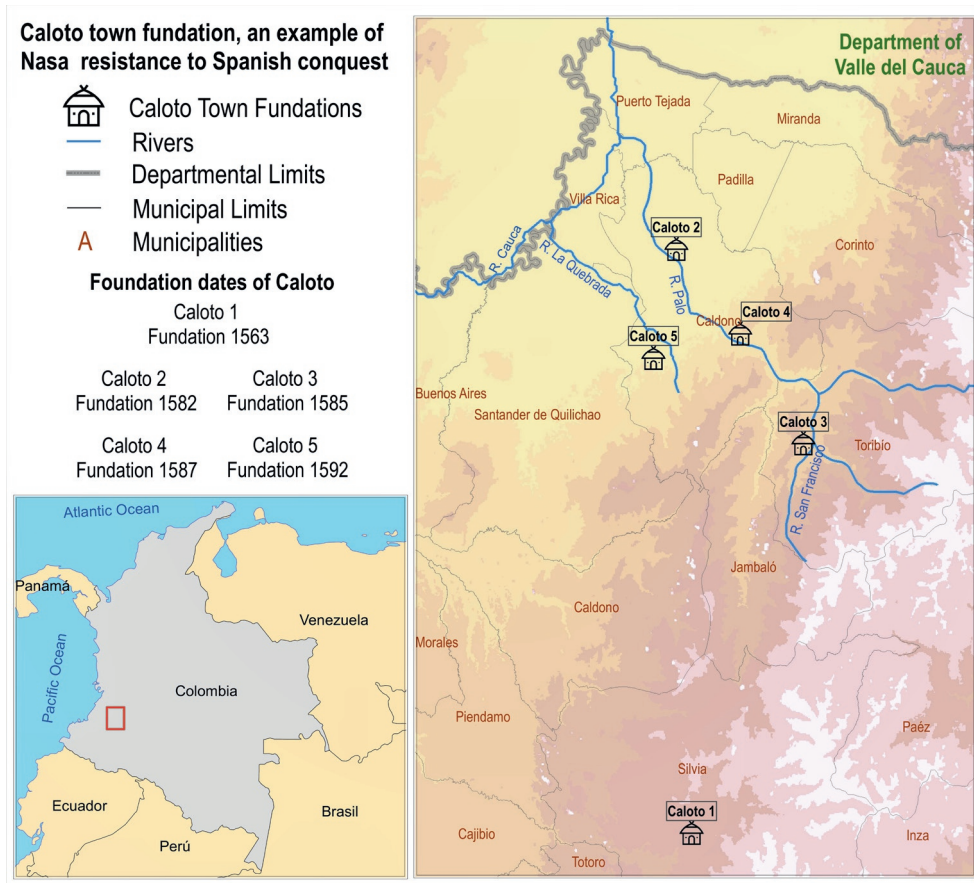 Caloto town fundation, an example of
Nasa resistance to Spanish conquest
Caloto Town Fundations
Rivers
Departmental Limits
Municipal Limits
A Municipalities
Foundation dates of Caloto
Caloto 1
Fundation 1563
Caloto 2
Fundation 1582
Caloto 3
Fundation 1585
Caloto 4
Fundation 1587
Caloto 5
Fundation 1592
Atlantic Ocean
Panamá
Venezuela
Pacific Ocean
Colombia
Ecuador
Brasil
Perú
Department of
Valle del Cauca
Puerto Tejada
Miranda
Padilla
Villa Rica
Caloto 2
Corinto
R. Cauca
R. La Quebrada
R. Palo
Caloto 4
Caldono
Caloto 5
Buenos Aires
Santander de Quilichao
Caloto 3
Toribio
R. San Francisco
Jambaló
Caldono
Morales
Piendamo
Paéz
Silvia
Caloto 1
Cajibio
Inza
Totoro